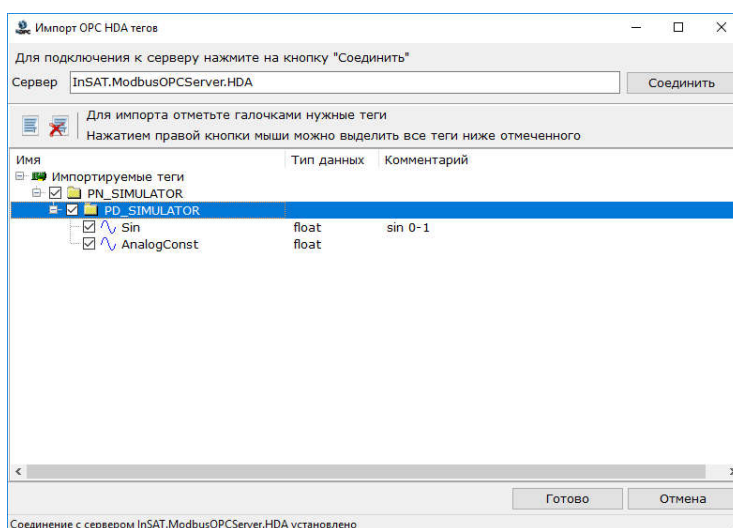 Импорт OPC HDA тегов
Для подключения к серверу нажмите на кнопку "Соединить"
Сервер InSAT.ModbusOPCServer.HDA Соединить
Для импорта отметьте галочками нужные теги
Нажатием правой кнопки мыши можно выделить все теги ниже отмеченного
Имя Тип данных Комментарий
Импортируемые теги
PN_SIMULATOR
PD_SIMULATOR
Sin float sin 0-1
AnalogConst float
Готово Отмена
Соединение с сервером InSAT.ModbusOPCServer.HDA установлено